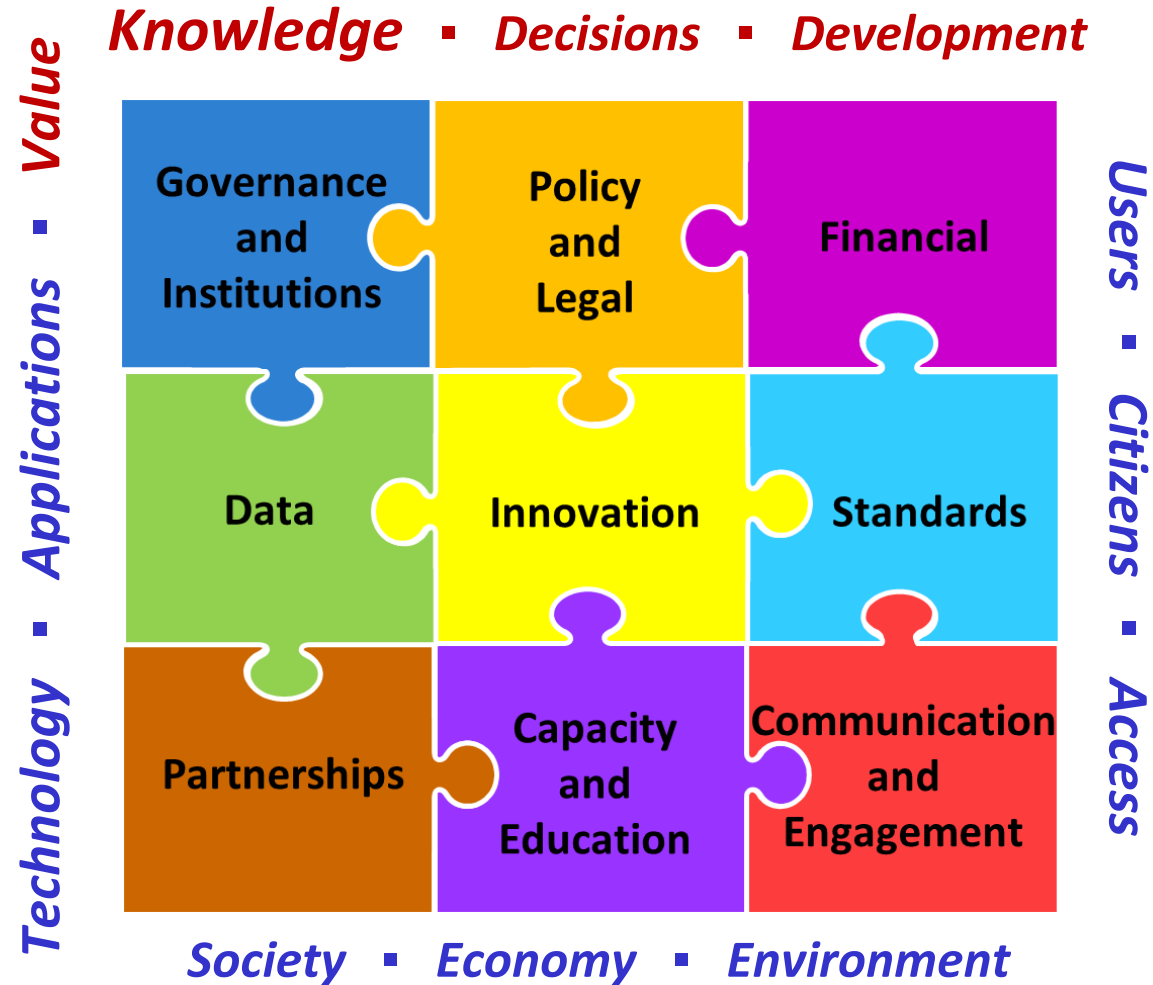 Knowledge ▪ Decisions ▪ Development
Technology ▪ Applications ▪ Value
Governance
and
Institutions
Policy
and
Legal
Financial
Data
Innovation
Standards
Partnerships
Capacity
and
Education
Communication
and
Engagement
Users ▪ Citizens ▪ Access
Society ▪ Economy ▪ Environment